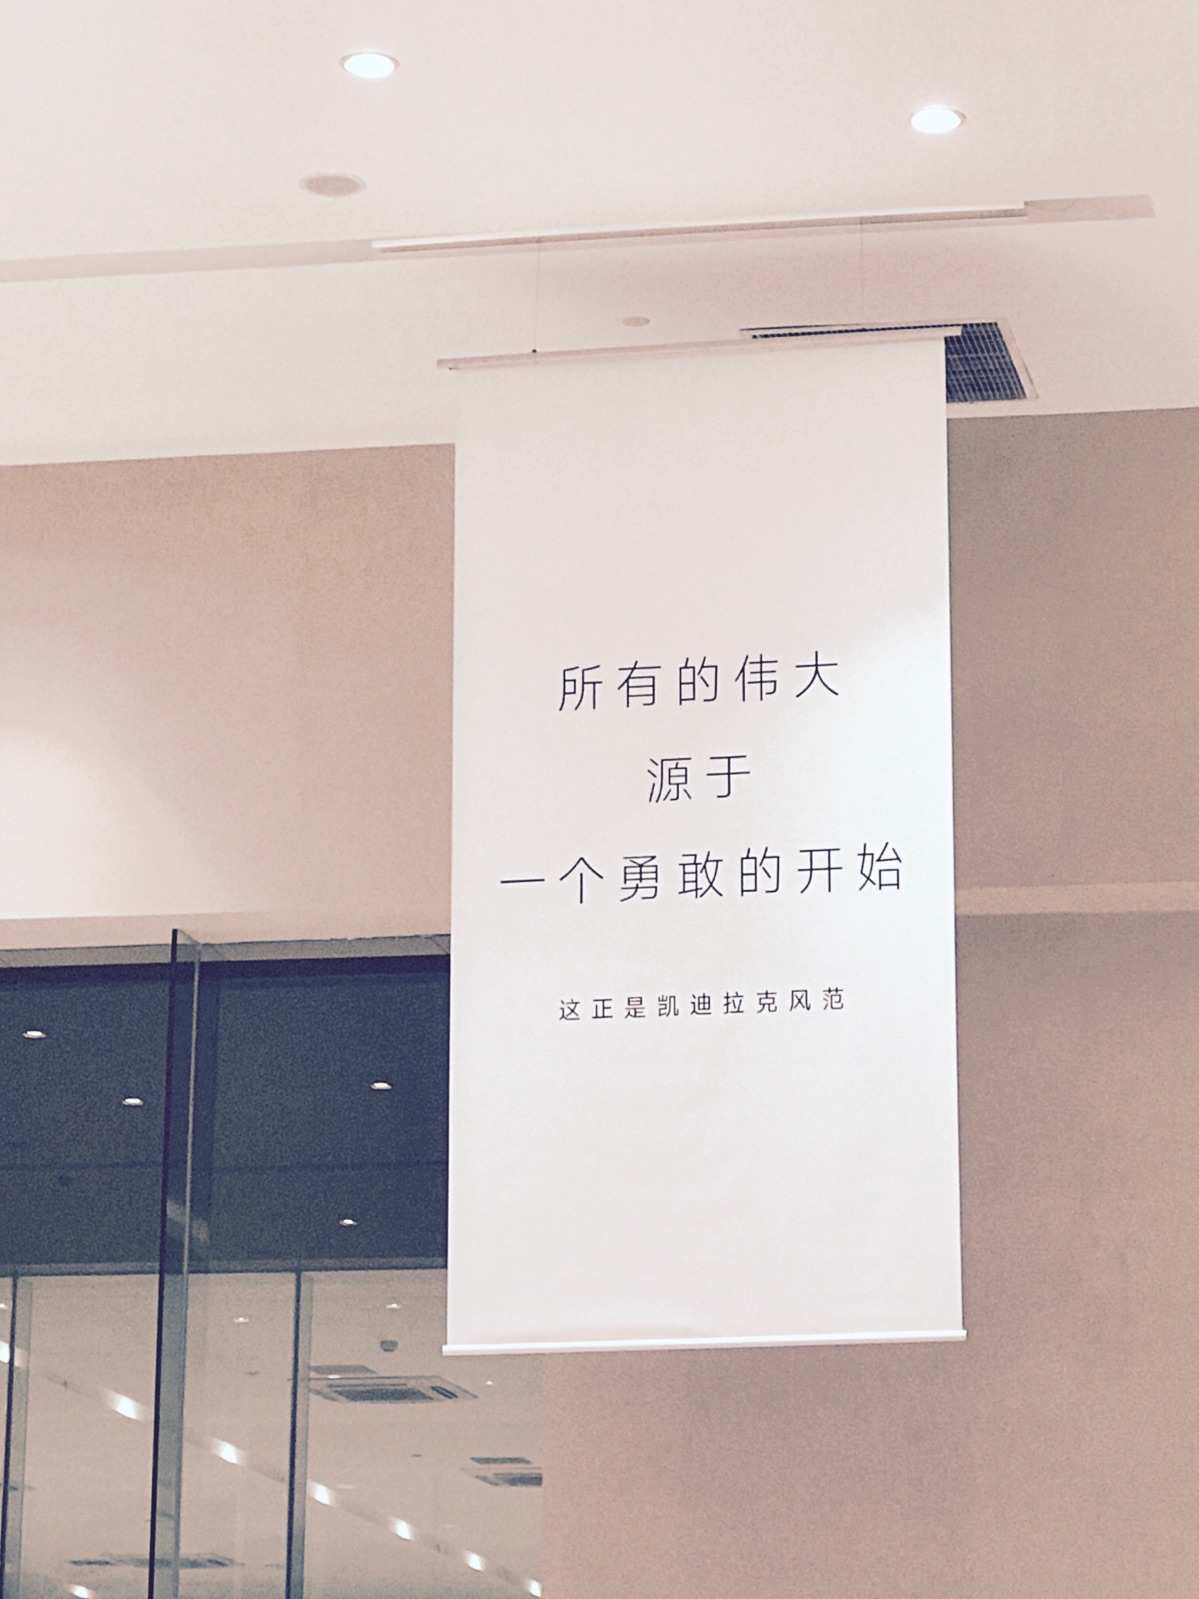 所有的伟大
源于
一个勇敢的开始
这正是凯迪拉克风范